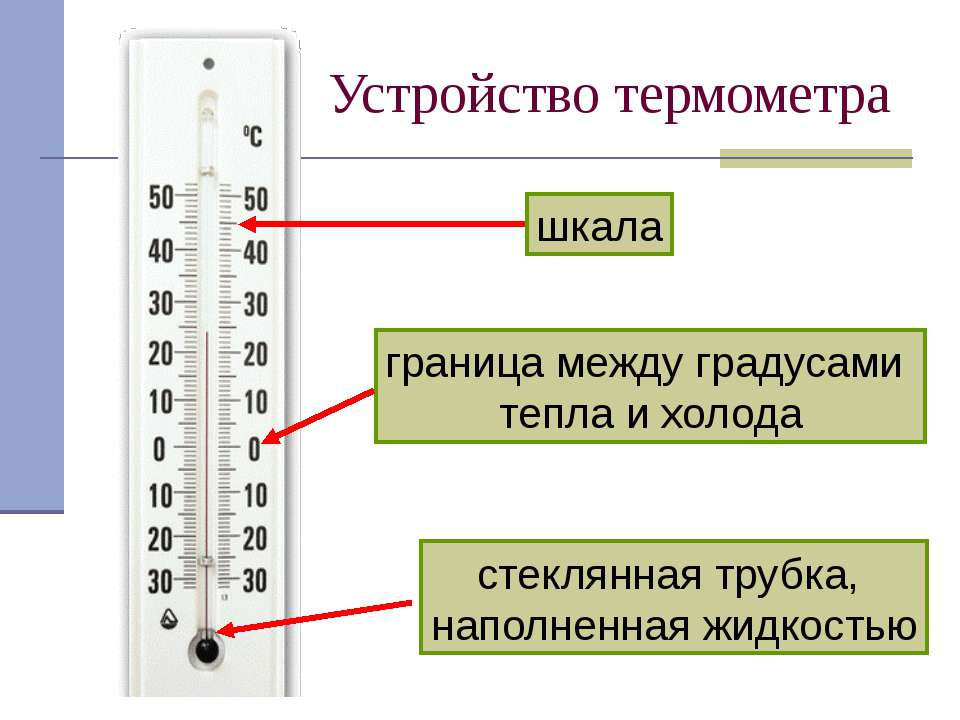 Устройство термометра
°C
50 50
40 40
30 30
20 20
10 10
0 0
10 10
20 20
30 30
шкала
граница между градусами
тепла и холода
стеклянная трубка,
наполненная жидкостью